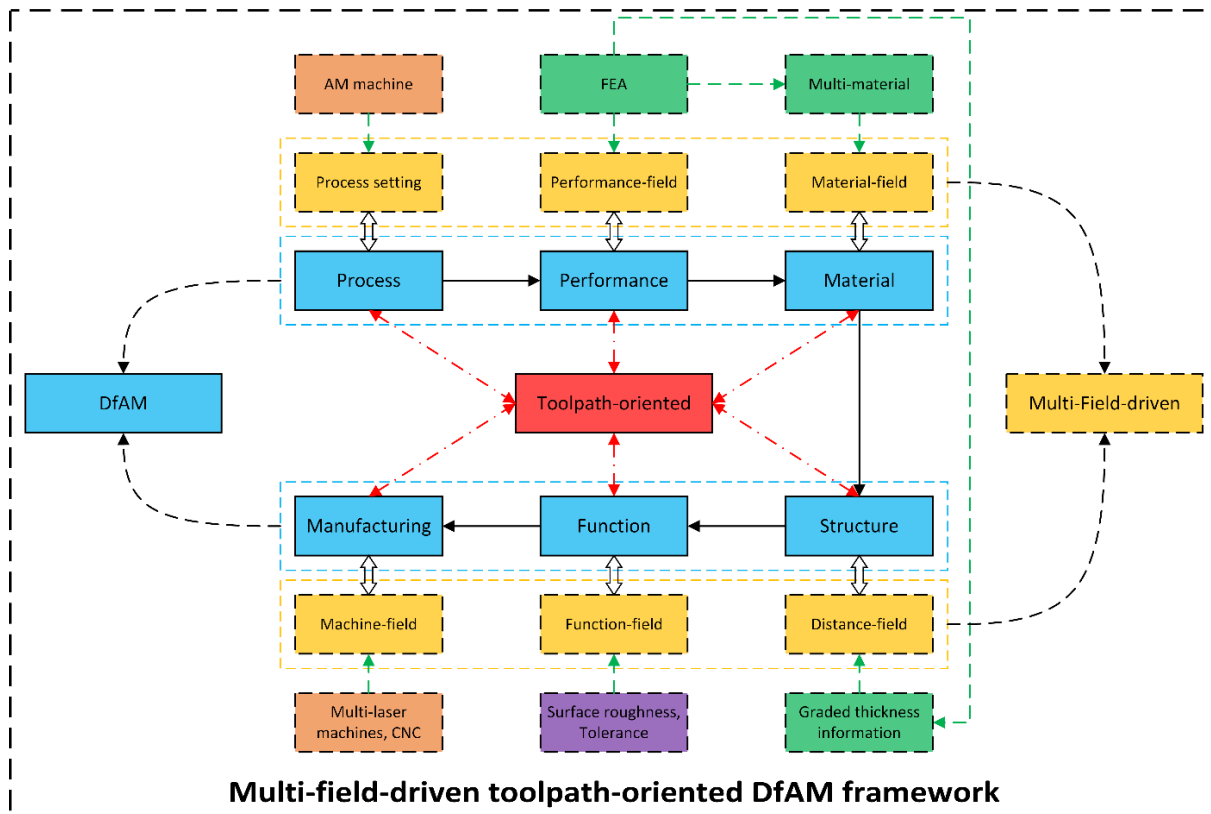 AM machine
FEA
Multi-material
Process setting
Performance-field
Material-field
Process
Performance
Material
DfAM
Toolpath-oriented
Multi-Field-driven
Manufacturing
Function
Structure
Machine-field
Function-field
Distance-field
Multi-laser
machines, CNC
Surface roughness,
Tolerance
Graded thickness
information
Multi-field-driven toolpath-oriented DfAM framework